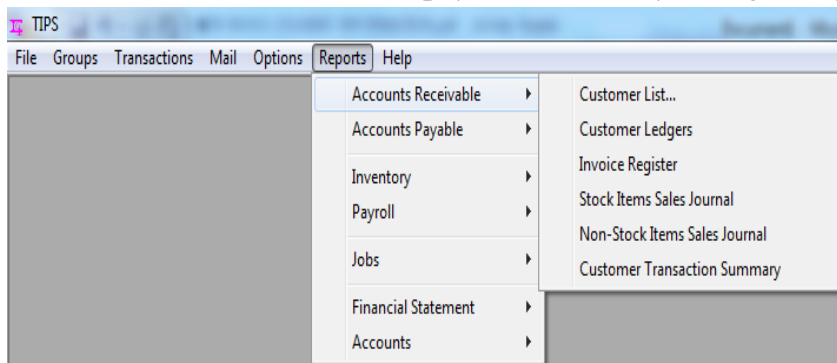 TIPS
File Groups Transactions Mail Options Reports Help
Accounts Receivable
Accounts Payable
Inventory
Payroll
Jobs
Financial Statement
Accounts
Customer List...
Customer Ledgers
Invoice Register
Stock Items Sales Journal
Non-Stock Items Sales Journal
Customer Transaction Summary